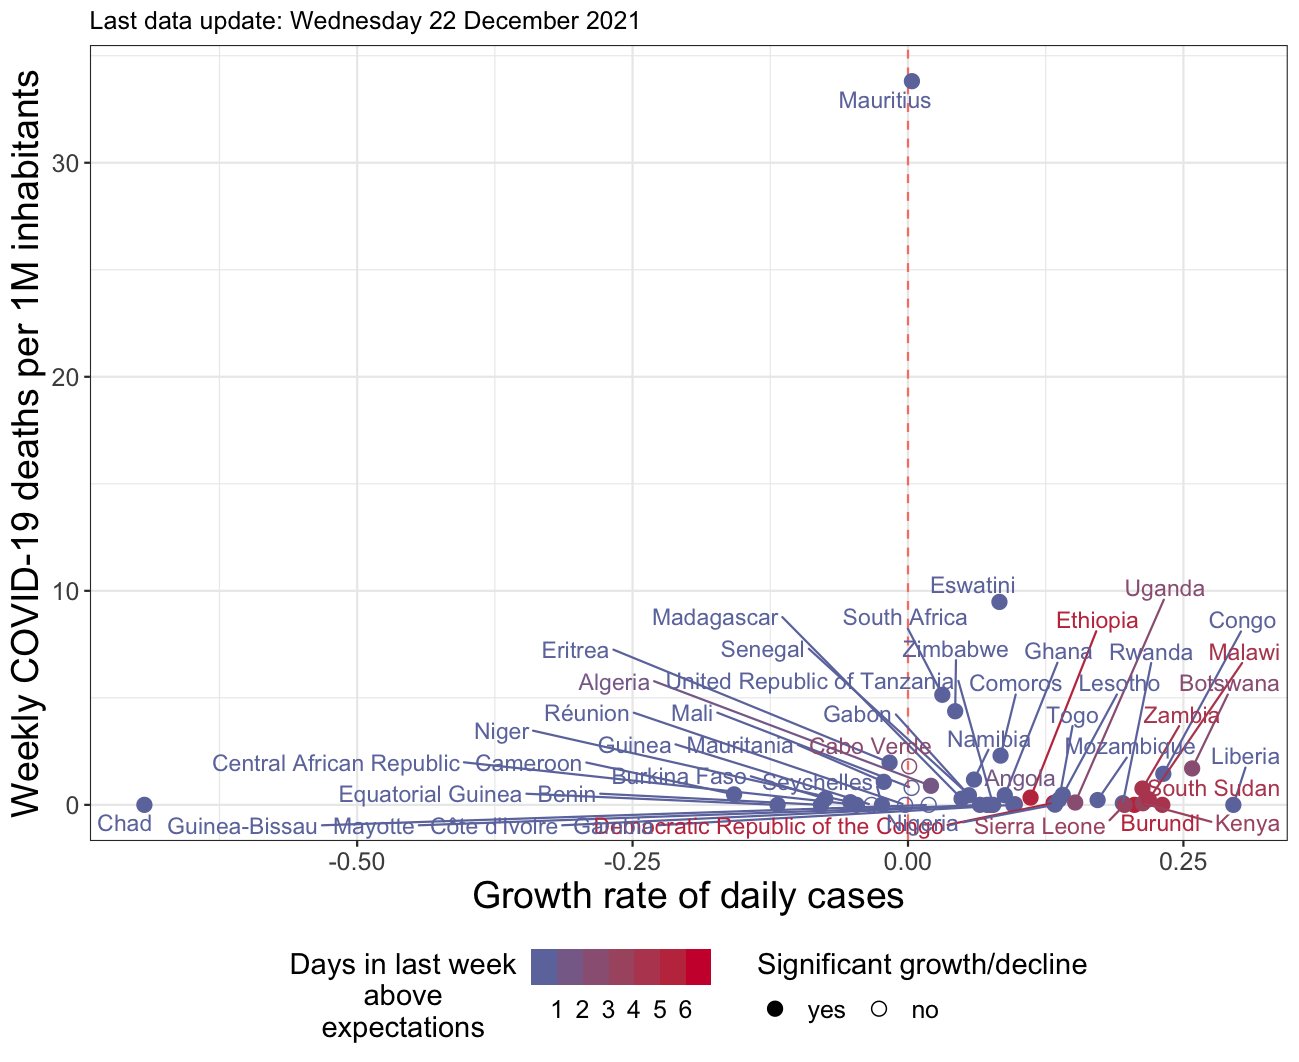 Last data update: Wednesday 22 December 2021
Weekly COVID-19 deaths per 1M inhabitants
30
20
10
0
Mauritius
Eswatini
Uganda
Madagascar
South Africa
Ethiopia
Congo
Eritrea
Senegal
Zimbabwe
Ghana
Rwanda
Malawi
Algeria
United Republic of Tanzania
Comoros
Lesotho
Botswana
Réunion
Mali
Gabon
Togo
Zambia
Niger
Guinea
Mauritania
Cabo Verde
Namibia
Mozambique
Liberia
Central African Republic
Cameroon
Burkina Faso
Seychelles
Angola
South Sudan
Equatorial Guinea
Benin
Chad
Guinea-Bissau
Mayotte
Côte d'Ivoire
Gambia
Democratic Republic of the Congo
Nigeria
Sierra Leone
Burundi
Kenya
-0.50
-0.25
0.00
0.25
Growth rate of daily cases
Days in last week
above
expectations
1 2 3 4 5 6
Significant growth/decline
yes
no